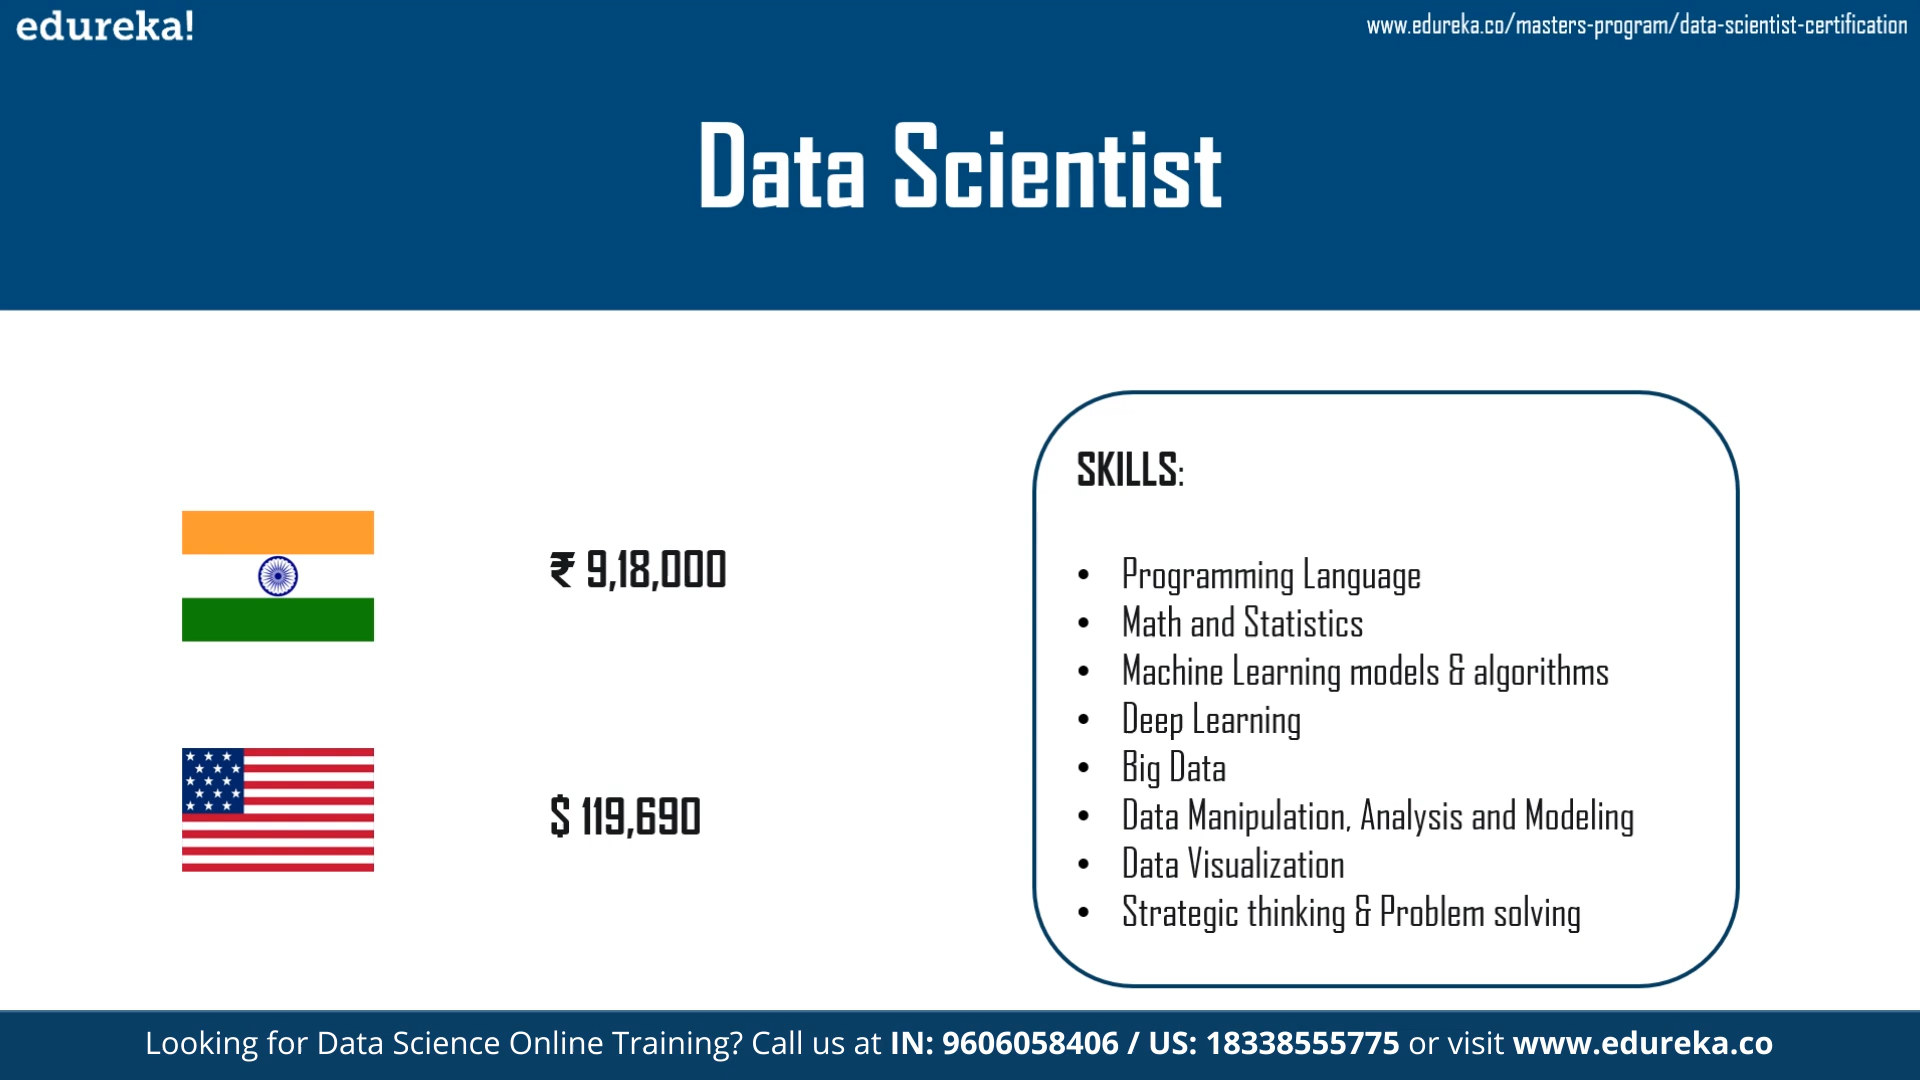 edureka!
www.edureka.co/masters-program/data-scientist-certification
Data Scientist
₹ 9,18,000
$ 119,690
SKILLS:
• Programming Language
• Math and Statistics
• Machine Learning models & algorithms
• Deep Learning
• Big Data
• Data Manipulation, Analysis and Modeling
• Data Visualization
• Strategic thinking & Problem solving
Looking for Data Science Online Training? Call us at IN: 9606058406 / US: 18338555775 or visit www.edureka.co